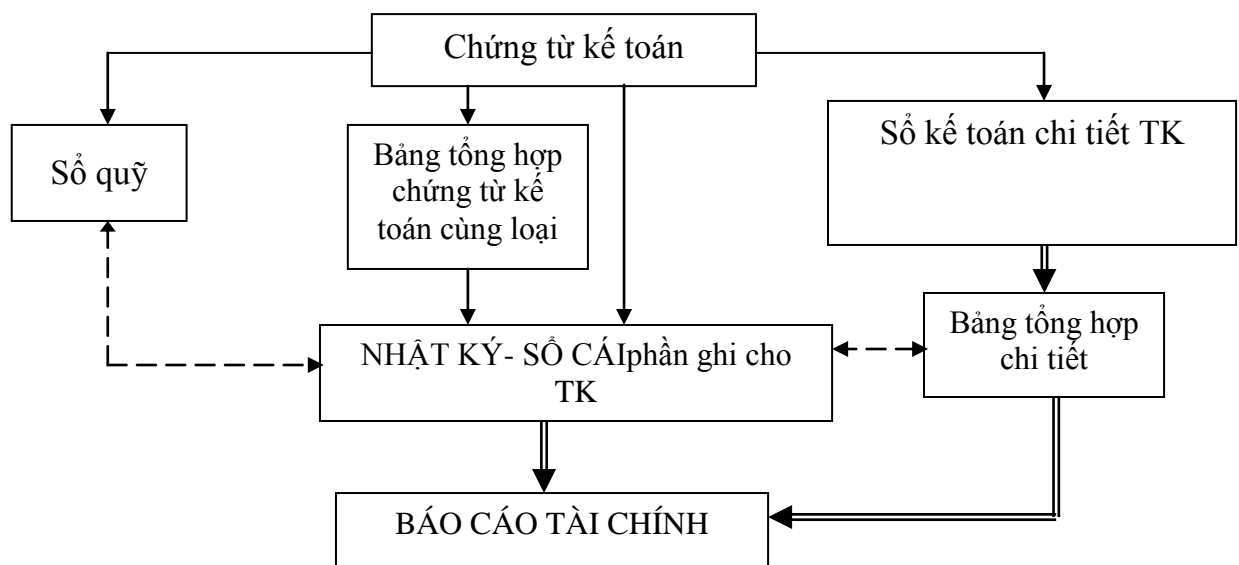 Chứng từ kế toán
Sổ quỹ
Bảng tổng hợp
chứng từ kế
toán cùng loại
Sổ kế toán chi tiết TK
NHẬT KÝ- SỔ CÁIphần ghi cho
TK
Bảng tổng hợp
chi tiết
BÁO CÁO TÀI CHÍNH